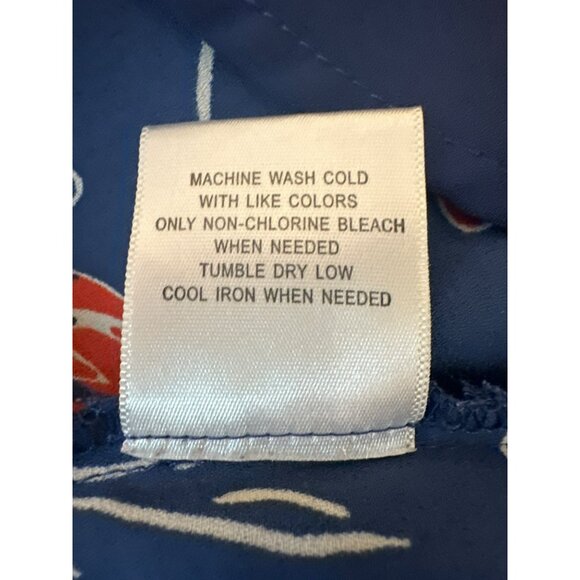 MACHINE WASH COLD
WITH LIKE COLORS
ONLY NON-CHLORINE BLEACH
WHEN NEEDED
TUMBLE DRY LOW
COOL IRON WHEN NEEDED